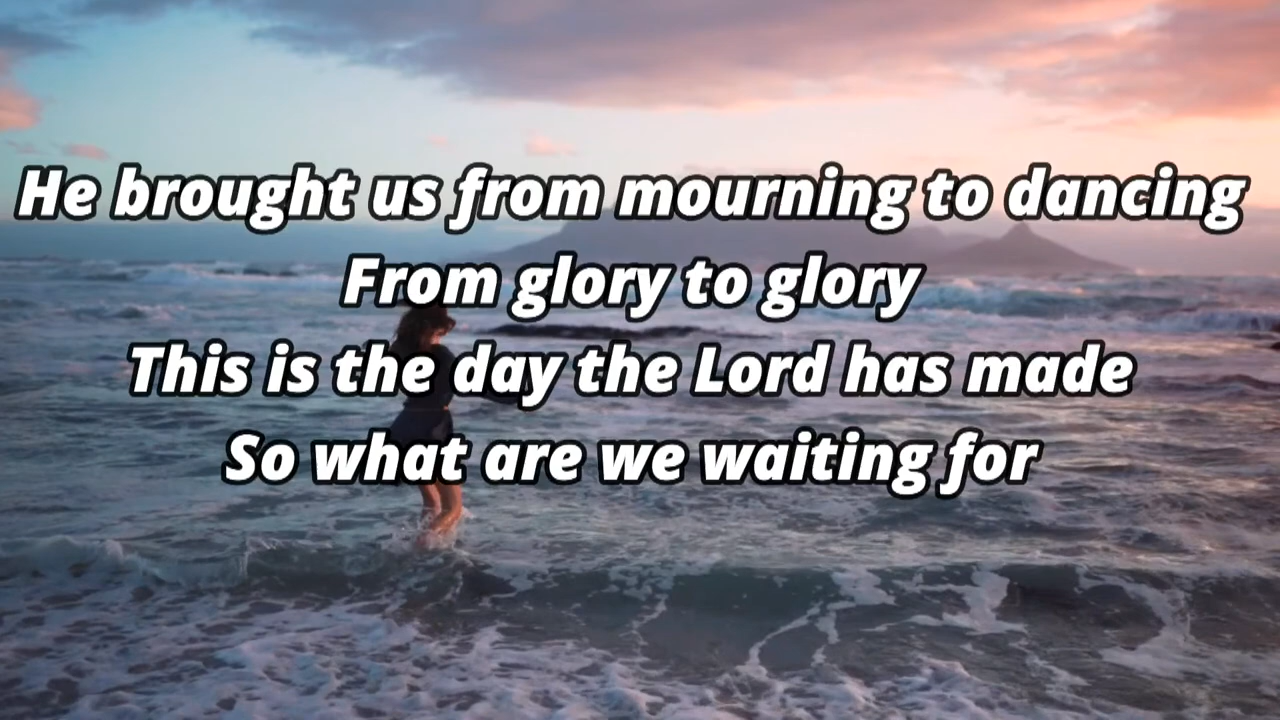 He brought us from mourning to dancing
From glory to glory
This is the day the Lord has made
So what are we waiting for